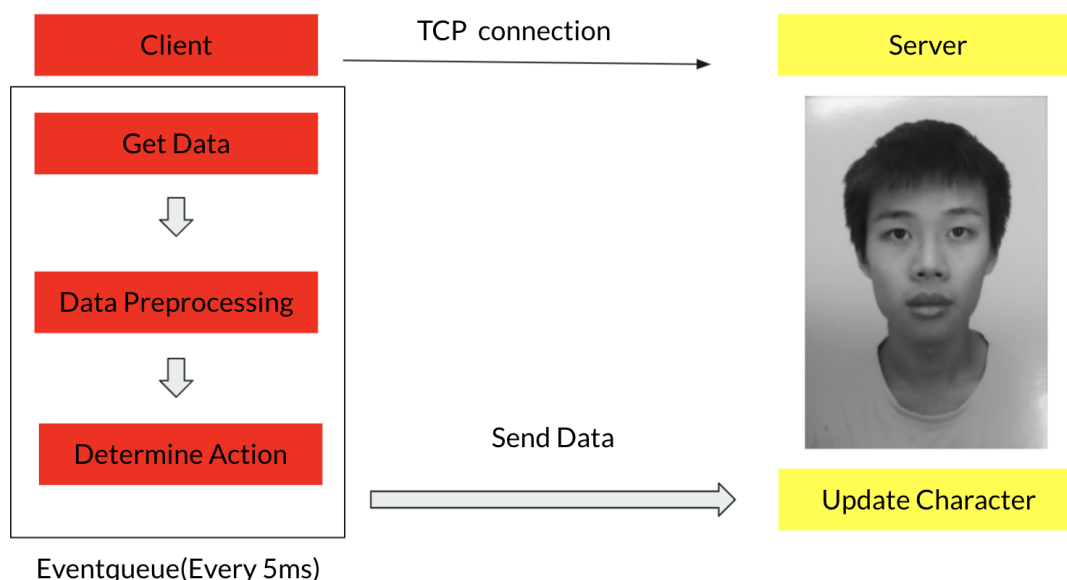 Client
TCP connection
Server
Get Data
Data Preprocessing
Determine Action
Send Data
Update Character
Eventqueue(Every 5ms)